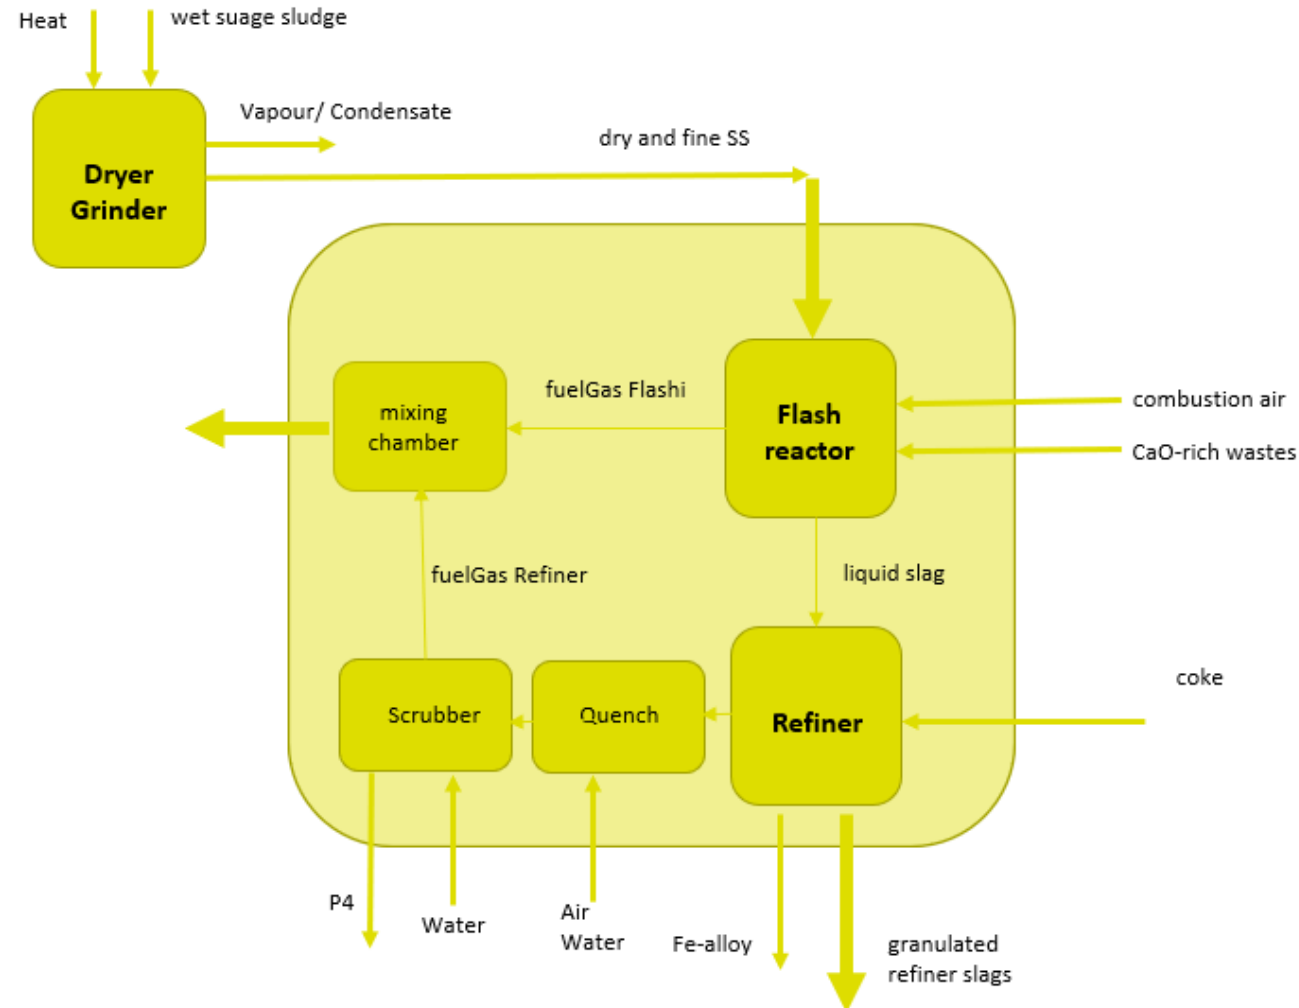 Heat
wet suage sludge
Vapour/ Condensate
dry and fine SS
Dryer
Grinder
fuelGas Flashi
mixing
chamber
Flash
reactor
combustion air
CaO-rich wastes
fuelGas Refiner
liquid slag
coke
Scrubber
Quench
Refiner
P4
Water
Air
Water
Fe-alloy
granulated
refiner slags